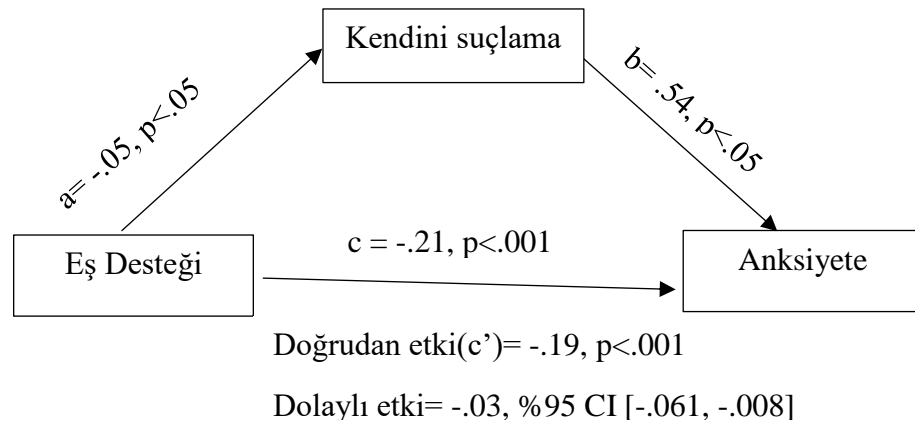 Kendini suçlama
a= -.05, p<.05
b= .54, p<.05
Eş Desteği
c = -.21, p<.001
Anksiyete
Doğrudan etki(c’)= -.19, p<.001
Dolaylı etki= -.03, %95 CI [-.061, -.008]